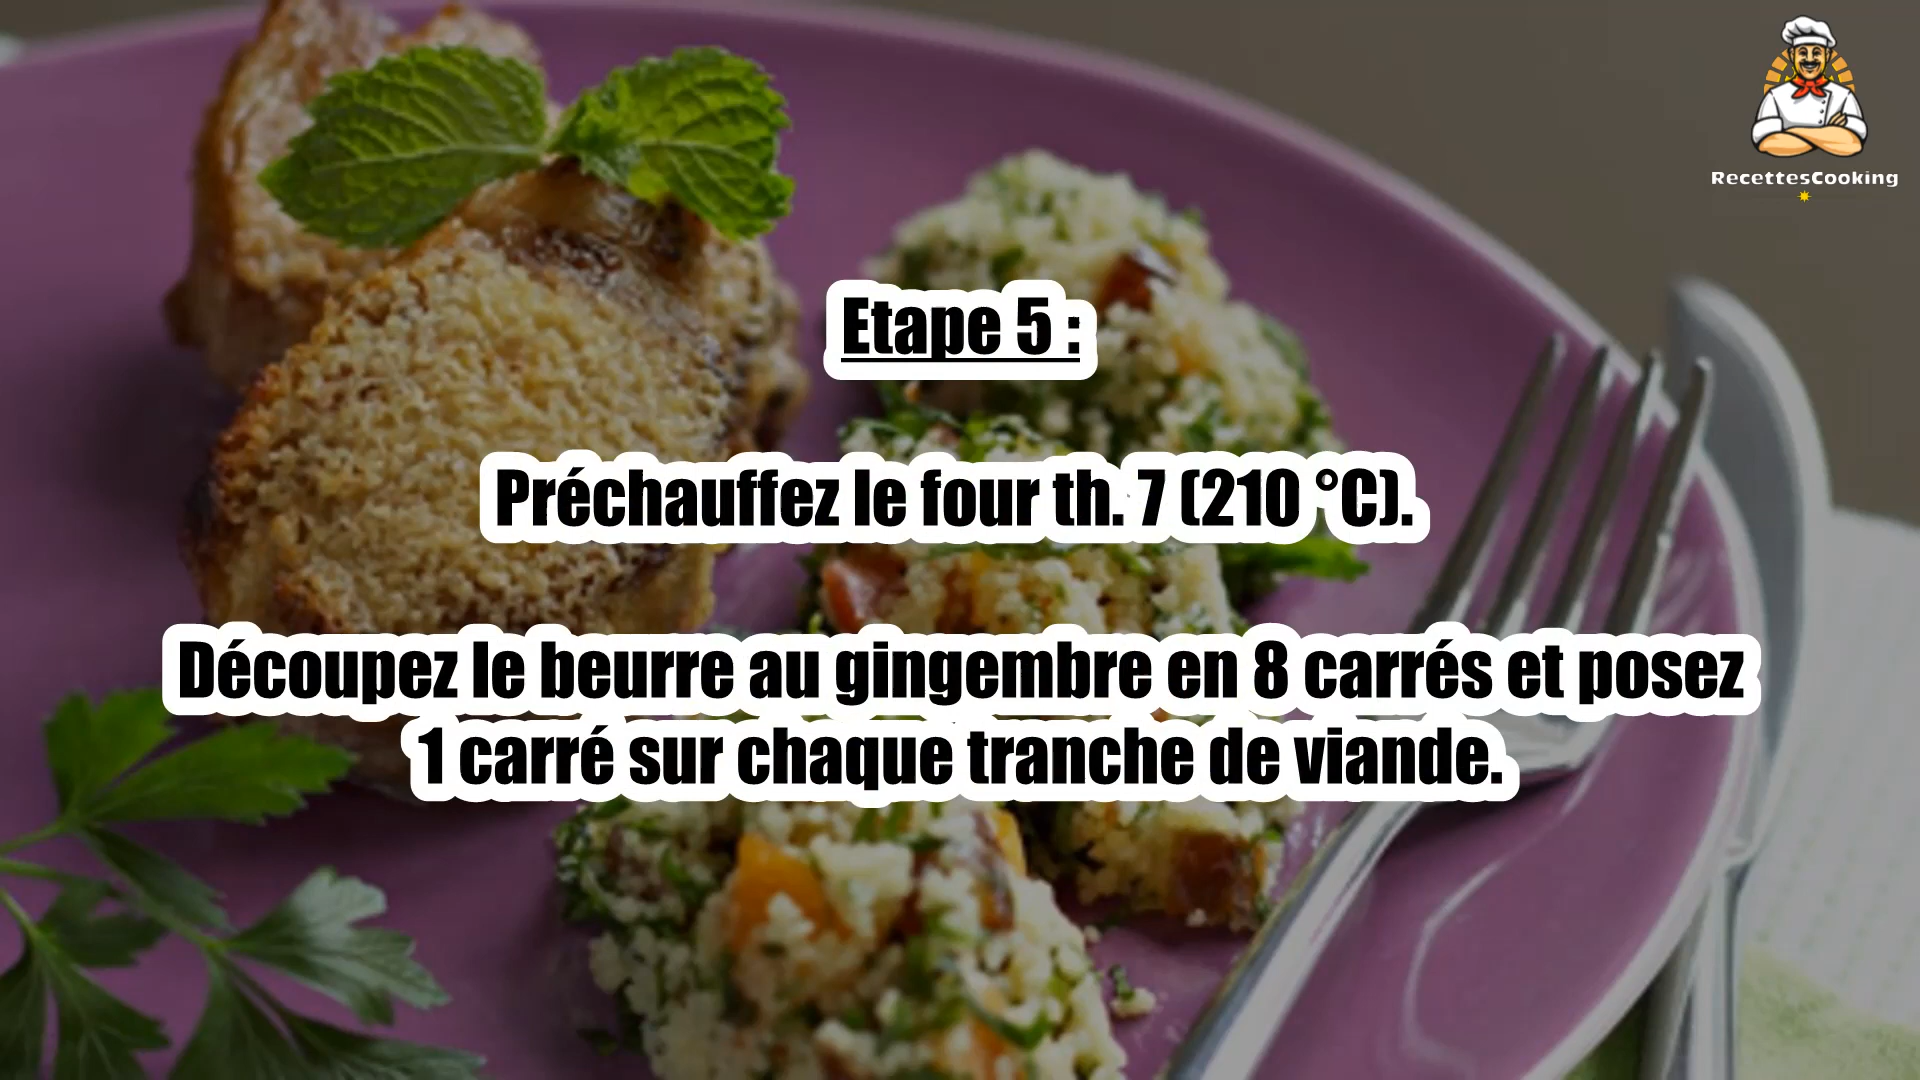 RecettesCooking
Etape 5 :
Préchauffez le four th. 7 (210 °C).
Découpez le beurre au gingembre en 8 carrés et posez
1 carré sur chaque tranche de viande.